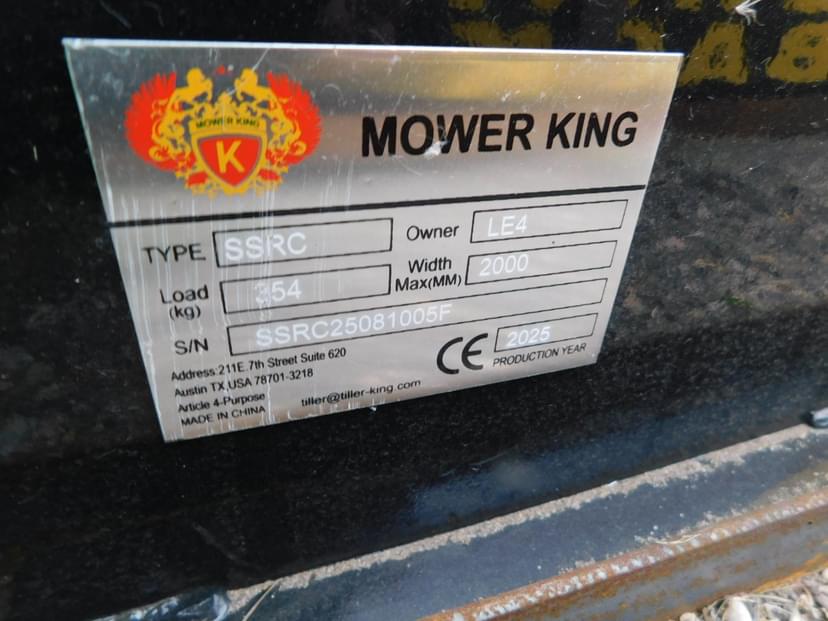 MOWER KING
K
MOWER KING
TYPE SSRC Owner LE4
Load (kg) 354 Width Max(MM) 2000
S/N SSRC25081005F
CE 2025
PRODUCTION YEAR
Address:211E.7th Street Suite 620
Austin TX,USA 78701-3218
Article 4-Purpose
MADE IN CHINA tiller@tiller-king.com